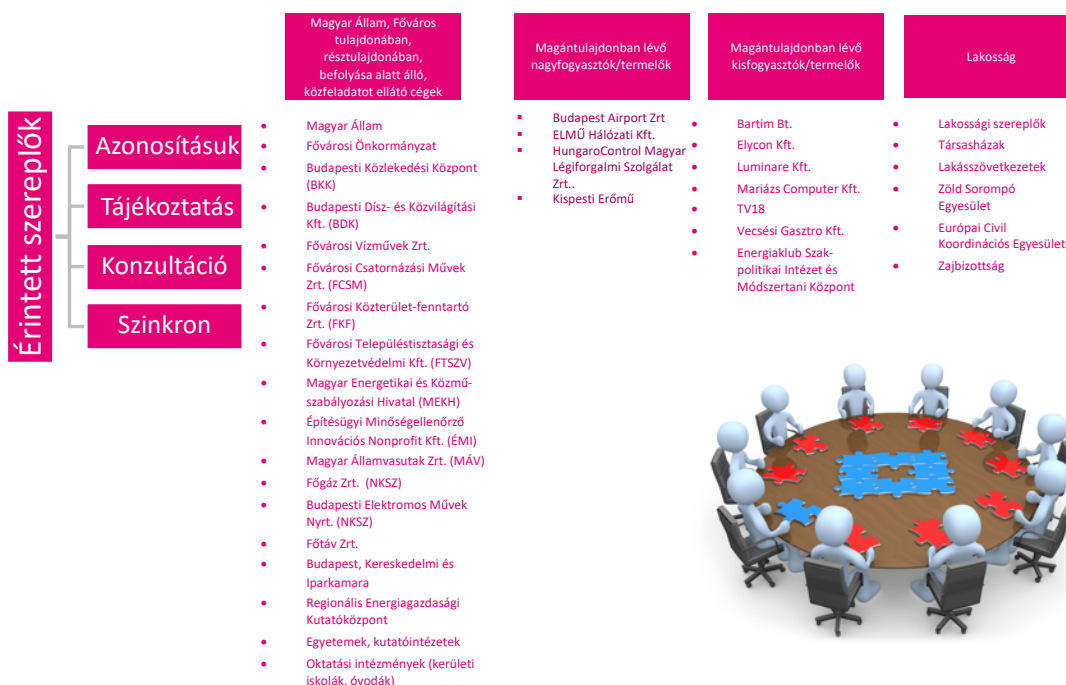 Érintett szereplők
Azonosításuk
Tájékoztatás
Konzultáció
Szinkron
Magyar Állam, Főváros
tulajdonában,
résztulajdonában,
befolyása alatt álló,
közfeladatot ellátó cégek
• Magyar Állam
• Fővárosi Önkormányzat
• Budapesti Közlekedési Központ
(BKK)
• Budapesti Dísz- és Közvilágítási
Kft. (BDK)
• Fővárosi Vízművek Zrt.
• Fővárosi Csatornázási Művek
Zrt. (FCSM)
• Fővárosi Közterület-fenntartó
Zrt. (FKF)
• Fővárosi Településtisztasági és
Környezetvédelmi Kft. (FTSZV)
• Magyar Energetikai és Közmű-
szabályozási Hivatal (MEKH)
• Építésügyi Minőségellenőrző
Innovációs Nonprofit Kft. (ÉMI)
• Magyar Államvasutak Zrt. (MÁV)
• Főgáz Zrt. (NKSZ)
• Budapesti Elektromos Művek
Nyrt. (NKSZ)
• Főtáv Zrt.
• Budapest, Kereskedelmi és
Iparkamara
• Regionális Energiagazdasági
Kutatóközpont
• Egyetemek, kutatóintézetek
• Oktatási intézmények (kerületi
iskolák, óvodák)
Magántulajdonban lévő
nagyfogyasztók/termelők
▪ Budapest Airport Zrt
▪ ELMŰ Hálózati Kft.
▪ HungaroControl Magyar
Légiforgalmi Szolgálat
Zrt..
▪ Kispesti Erőmű
Magántulajdonban lévő
kisfogyasztók/termelők
• Bartim Bt.
• Elycon Kft.
• Luminare Kft.
• Mariázs Computer Kft.
• TV18
• Vecsési Gasztro Kft.
• Energiaklub Szak-
politikai Intézet és
Módszertani Központ
Lakosság
• Lakossági szereplők
• Társasházak
• Lakásszövetkezetek
• Zöld Sorompó
Egyesület
• Európai Civil
Koordinációs Egyesület
• Zajbizottság